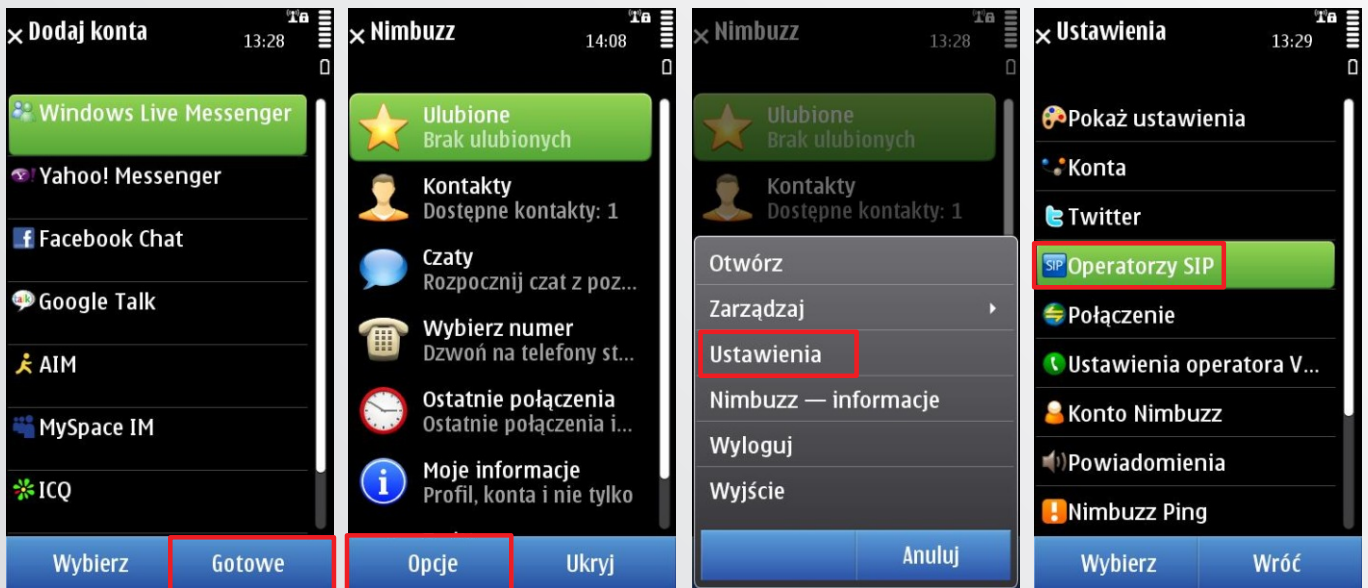 Dodaj konta
13:28
Windows Live Messenger
Yahoo! Messenger
Facebook Chat
Google Talk
AIM
MySpace IM
ICQ
Wybierz
Gotowe
Nimbuzz
14:08
Ulubione
Brak ulubionych
Kontakty
Dostępne kontakty: 1
Czaty
Rozpocznij czat z poz...
Wybierz numer
Dzwoń na telefony st...
Ostatnie połączenia
Ostatnie połączenia i...
Moje informacje
Profil, konta i nie tylko
Opcje
Ukryj
Nimbuzz
13:28
Ulubione
Brak ulubionych
Kontakty
Dostępne kontakty: 1
Otwórz
Zarządzaj
Ustawienia
Nimbuzz — informacje
Wyloguj
Wyjście
Anuluj
Ustawienia
13:29
Pokaż ustawienia
Konta
Twitter
SIP Operatorzy SIP
Połączenie
Ustawienia operatora V...
Konto Nimbuzz
Powiadomienia
Nimbuzz Ping
Wybierz
Wróć